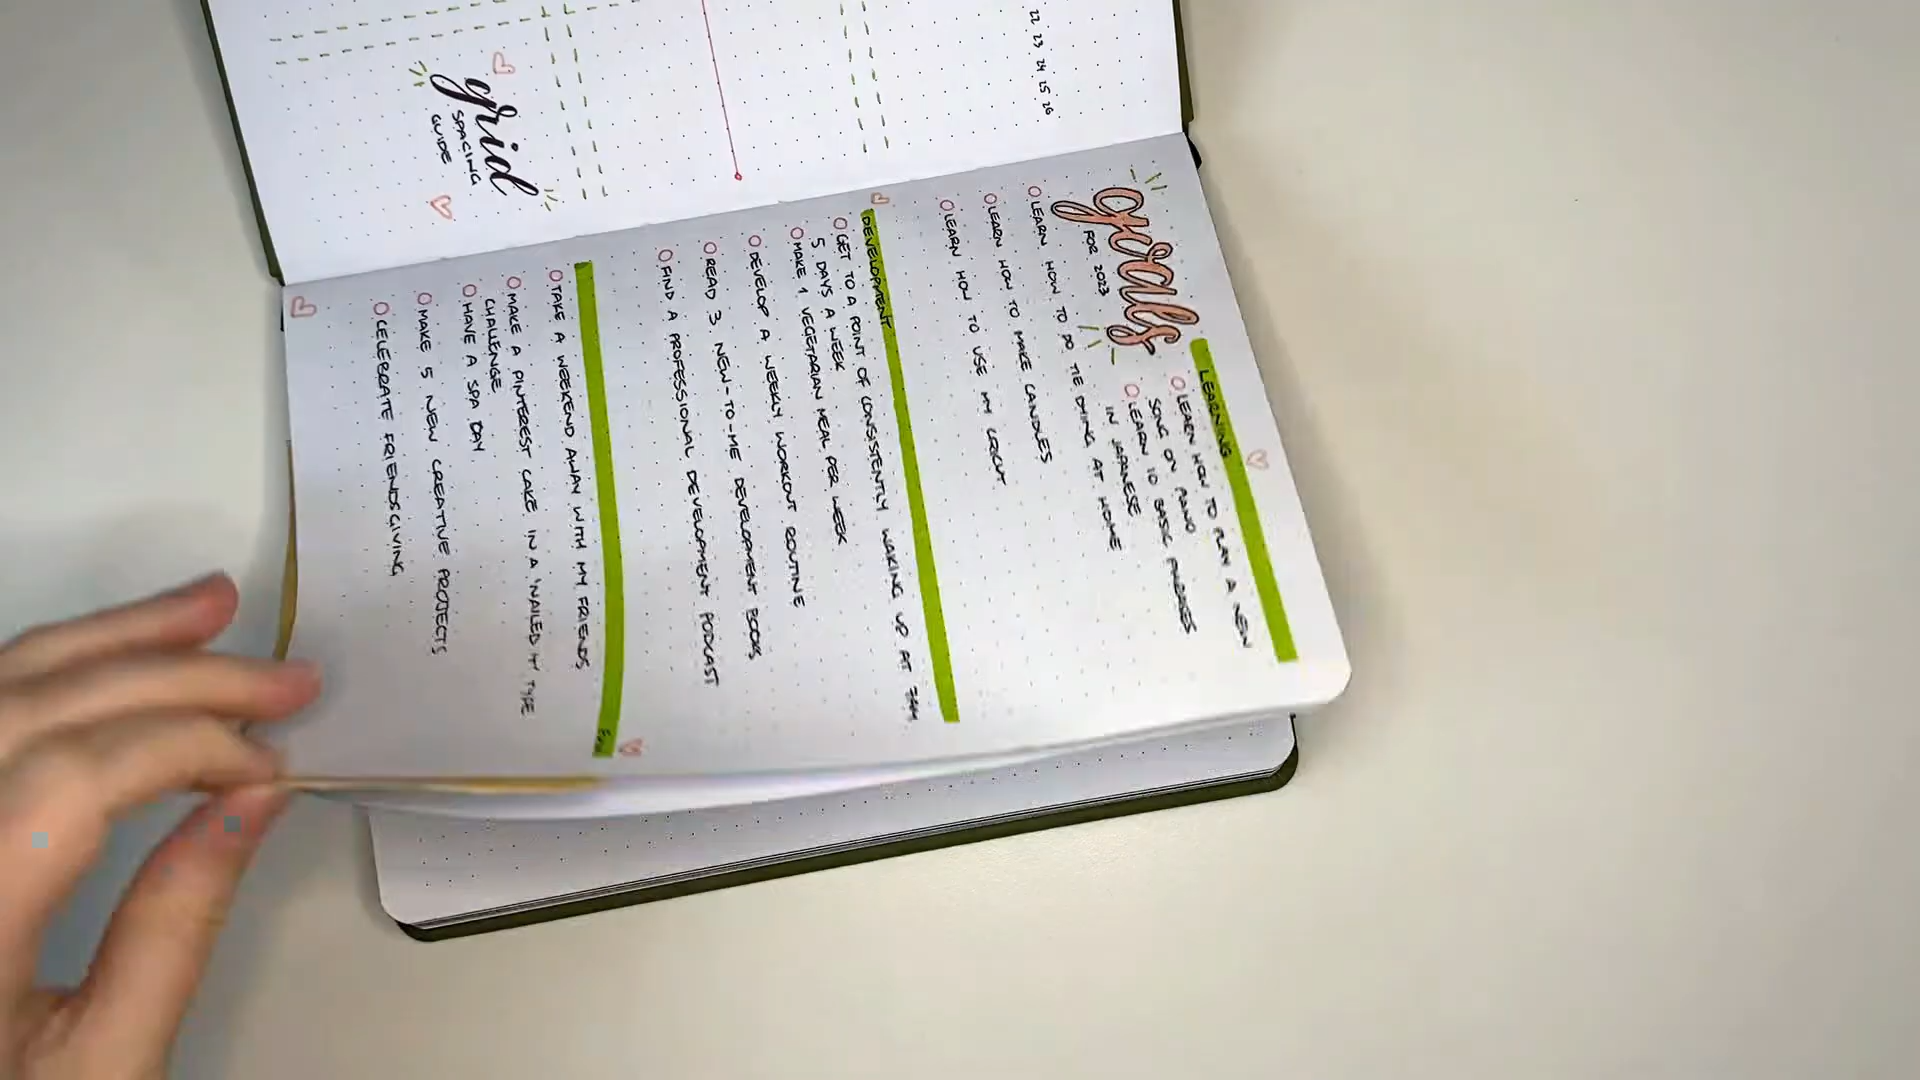 22 23 24 25 26
grid
SPACING
GUIDE
goals
FOR 2023
LEARNING
LEARN HOW TO PLAY A NEW
SONG ON PIANO
LEARN 10 BASIC PHRASES
IN JAPANESE
LEARN HOW TO DO TIE DYING AT HOME
LEARN HOW TO MAKE CANDLES
LEARN HOW TO USE MY CRICUT
DEVELOPMENT
GET TO A POINT OF CONSISTENTLY WAKING UP AT 7AM
5 DAYS A WEEK
MAKE 1 VEGETARIAN MEAL PER WEEK
DEVELOP A WEEKLY WORKOUT ROUTINE
READ 3 NEW-TO-ME DEVELOPMENT BOOKS
FIND A PROFESSIONAL DEVELOPMENT PODCAST
FUN
TAKE A WEEKEND AWAY WITH MY FRIENDS
MAKE A PINTEREST CAKE IN A 'NAILED IT' TYPE
CHALLENGE
HAVE A SPA DAY
MAKE 5 NEW CREATIVE PROJECTS
CELEBRATE FRIENDSGIVING